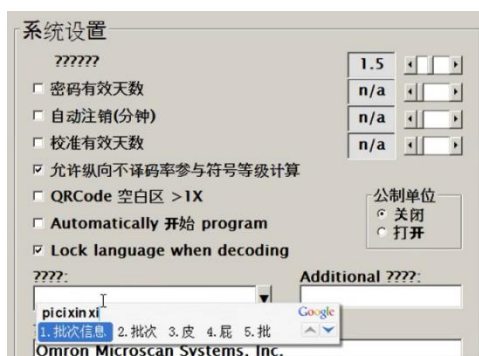 系统设置
?????? 1.5
密码有效天数 n/a
自动注销(分钟) n/a
校准有效天数 n/a
允许纵向不译码率参与符号等级计算
QRCode 空白区 >1X
公制单位
关闭
打开
Automatically 开始 program
Lock language when decoding
????: Additional ????:
picixinxi Google
1.批次信息 2.批次 3.皮 4.屁 5.批
Omron Microscan Systems, Inc.